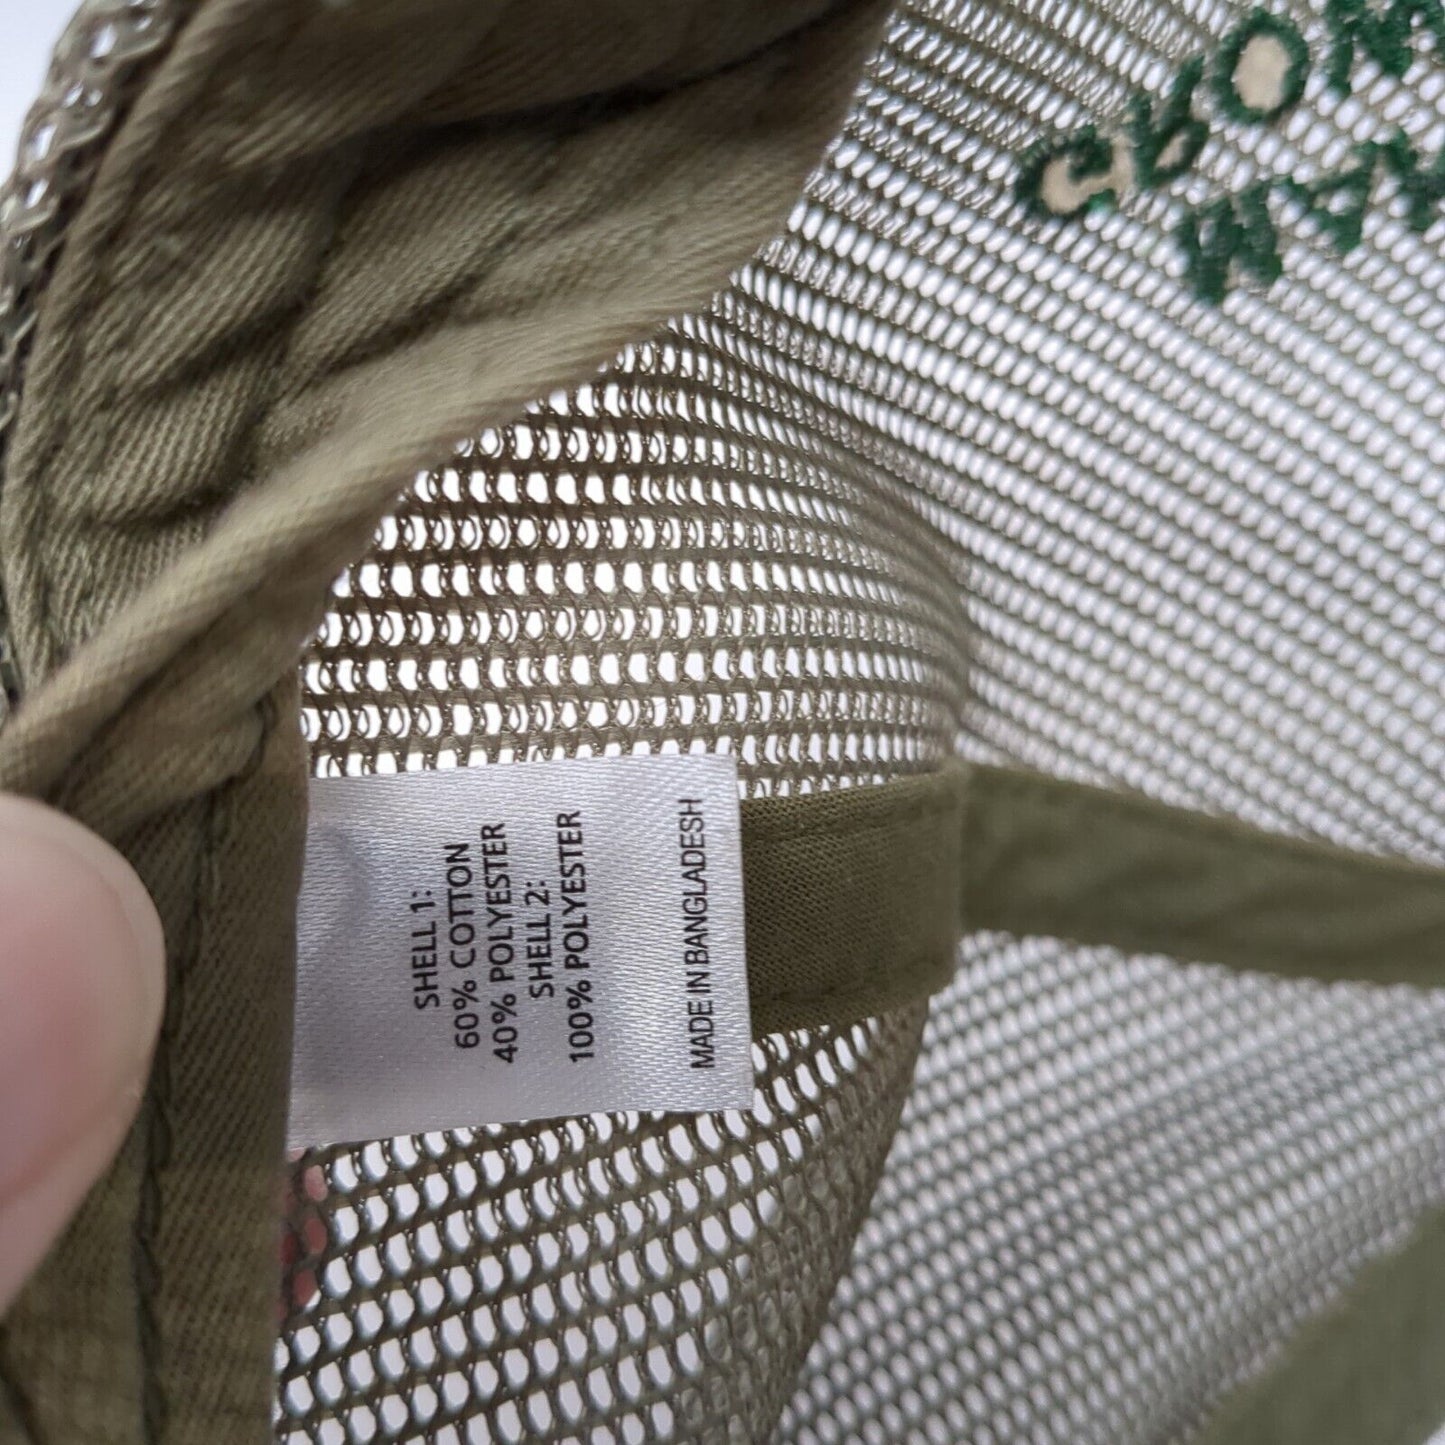 SHELL 1:
60% COTTON
40% POLYESTER
SHELL 2:
100% POLYESTER
MADE IN BANGLADESH